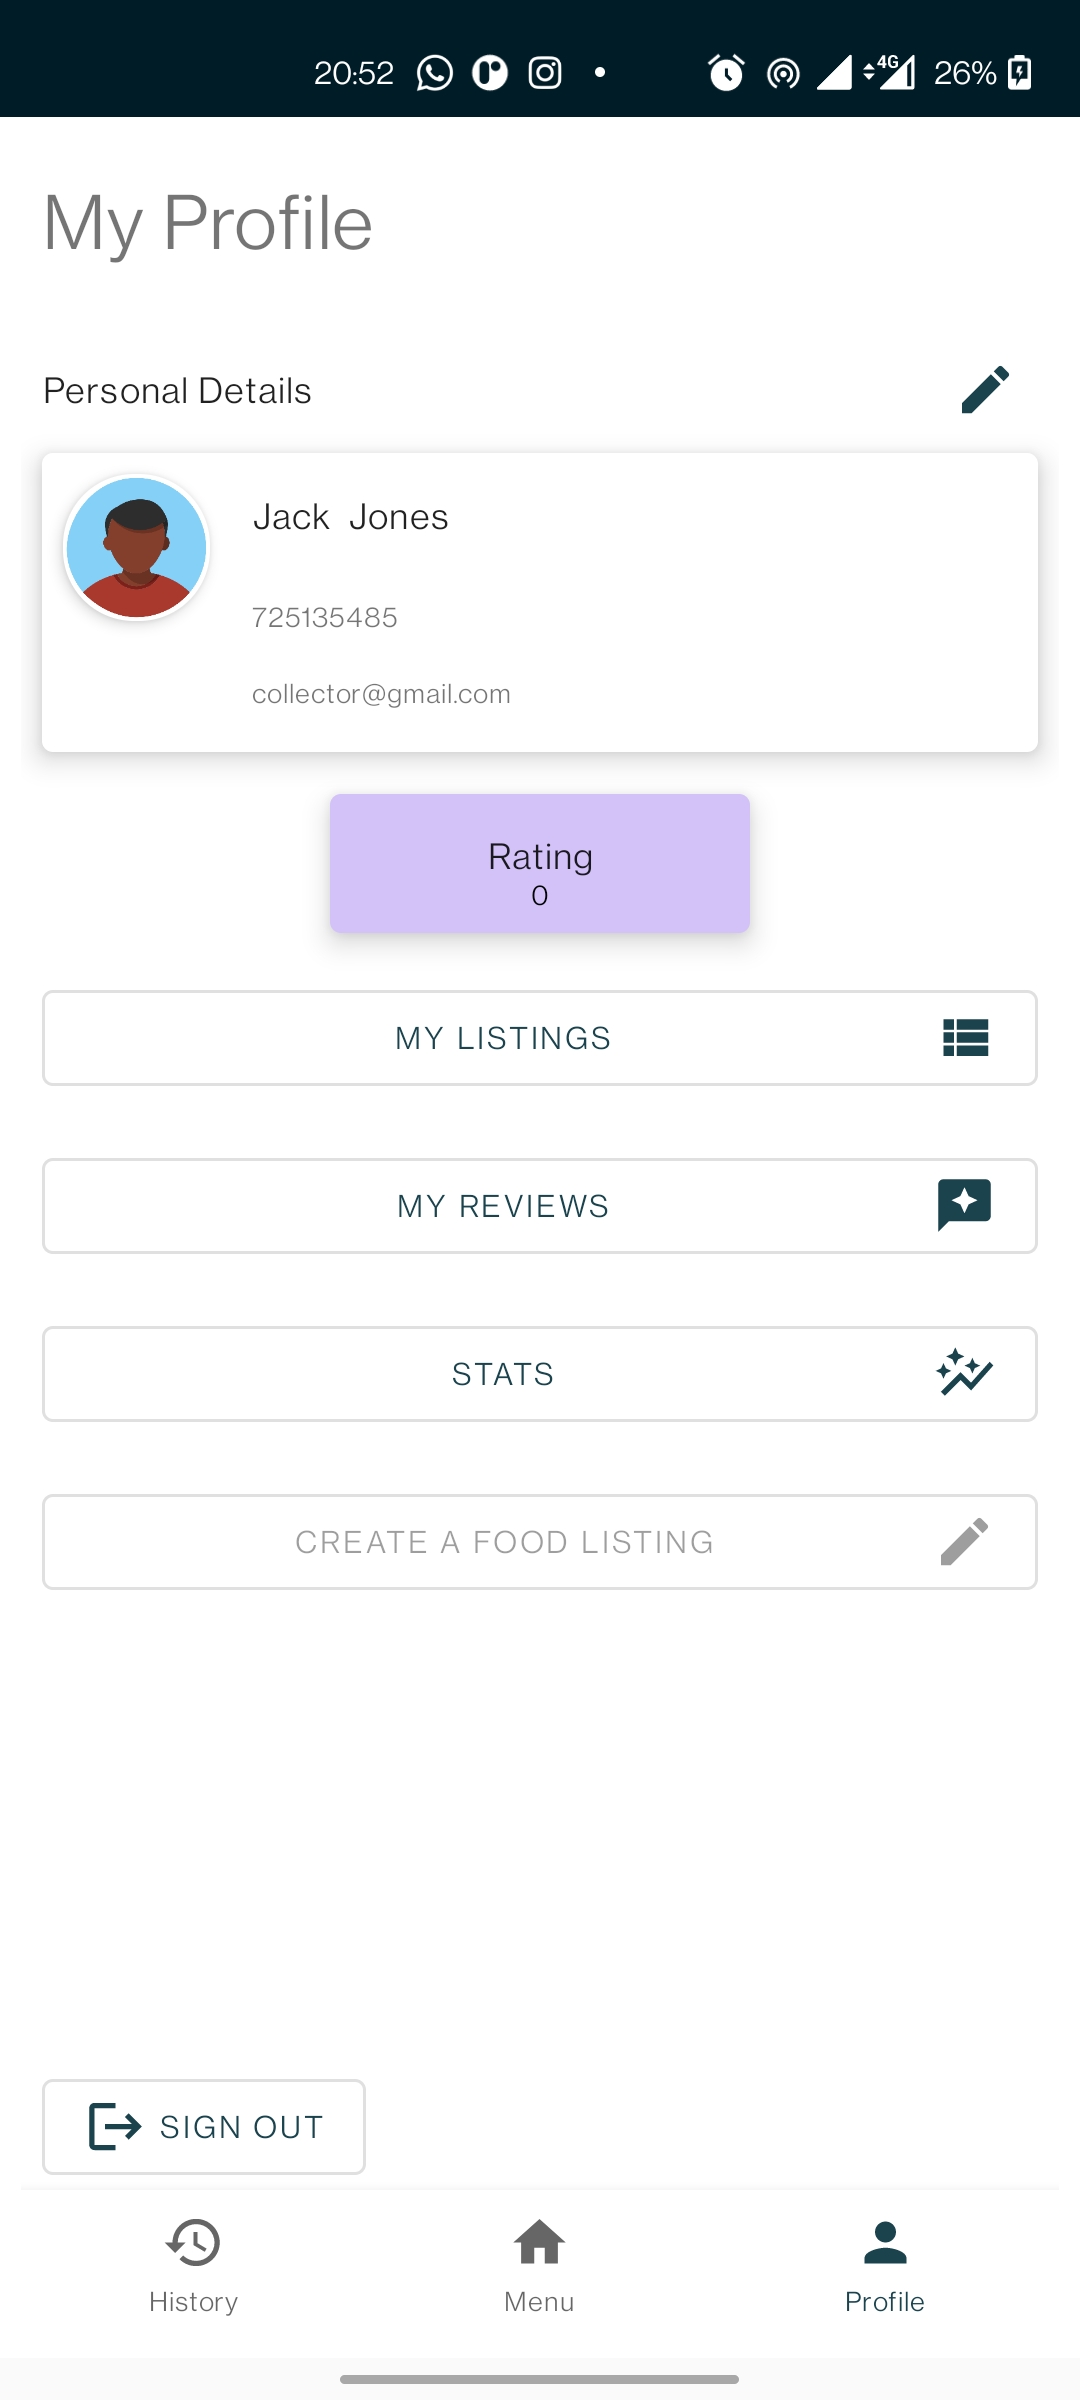 20:52 4G 26%
My Profile
Personal Details
Jack Jones
725135485
collector@gmail.com
Rating
0
MY LISTINGS
MY REVIEWS
STATS
CREATE A FOOD LISTING
SIGN OUT
History Menu Profile